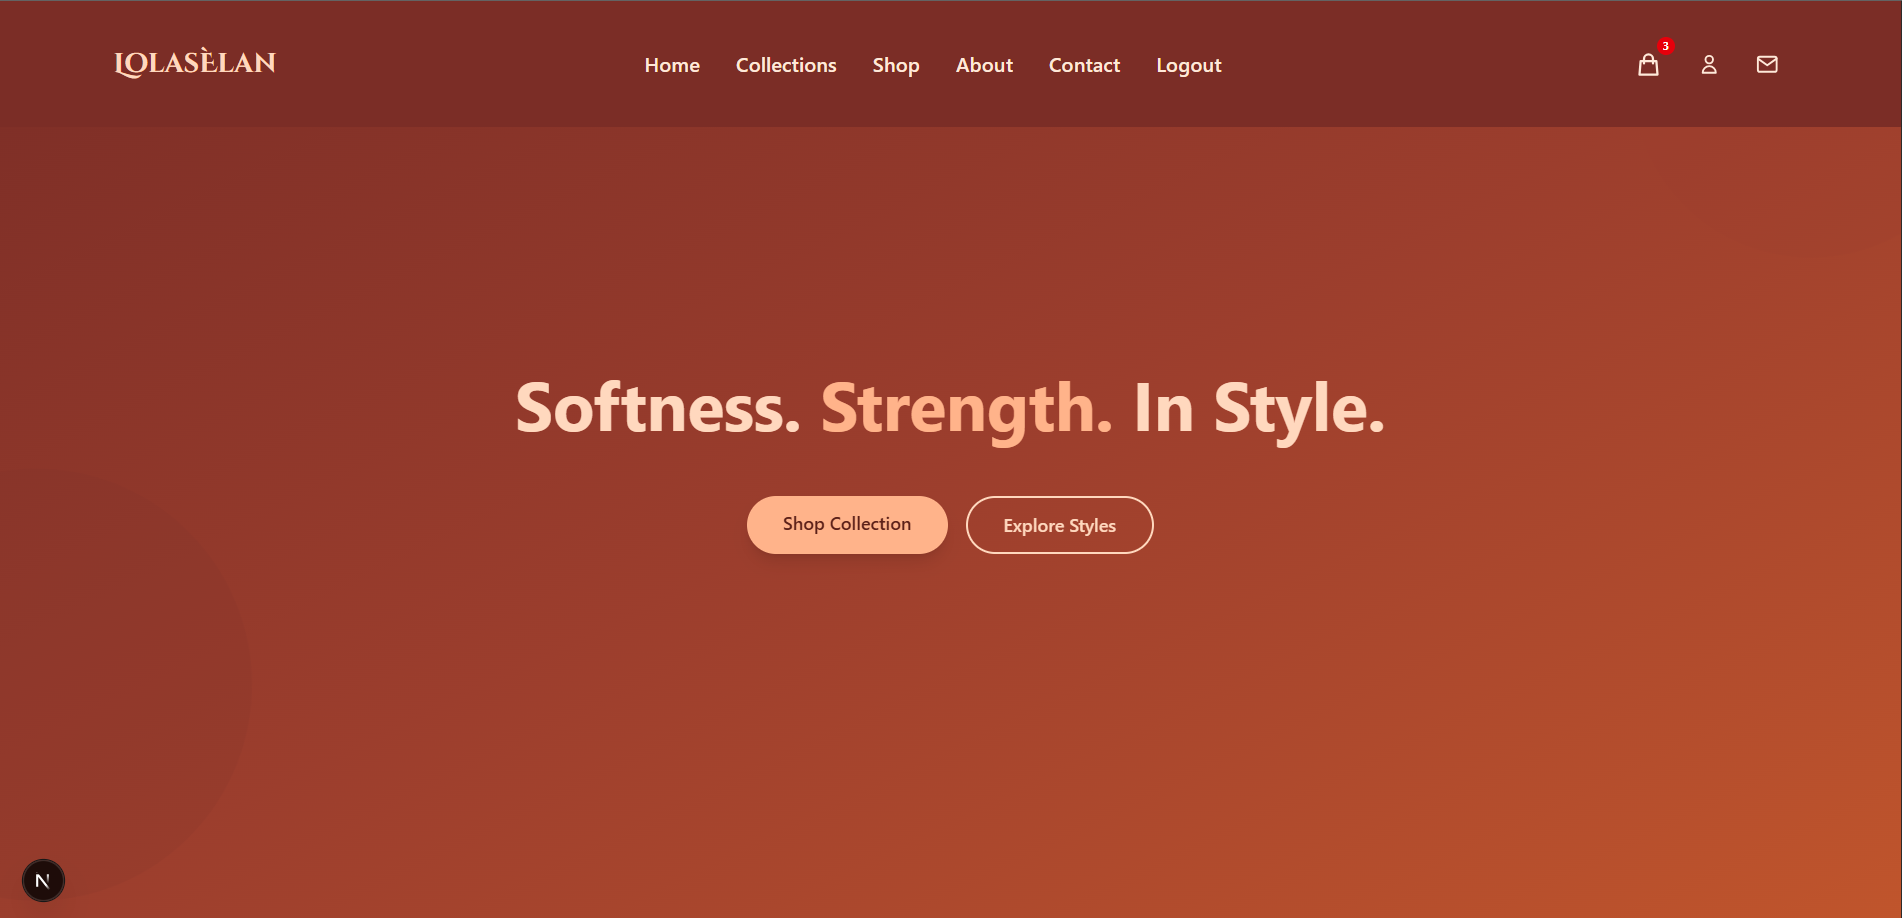 LOLASÈLAN
Home Collections Shop About Contact Logout
3
Softness. Strength. In Style.
Shop Collection Explore Styles
N